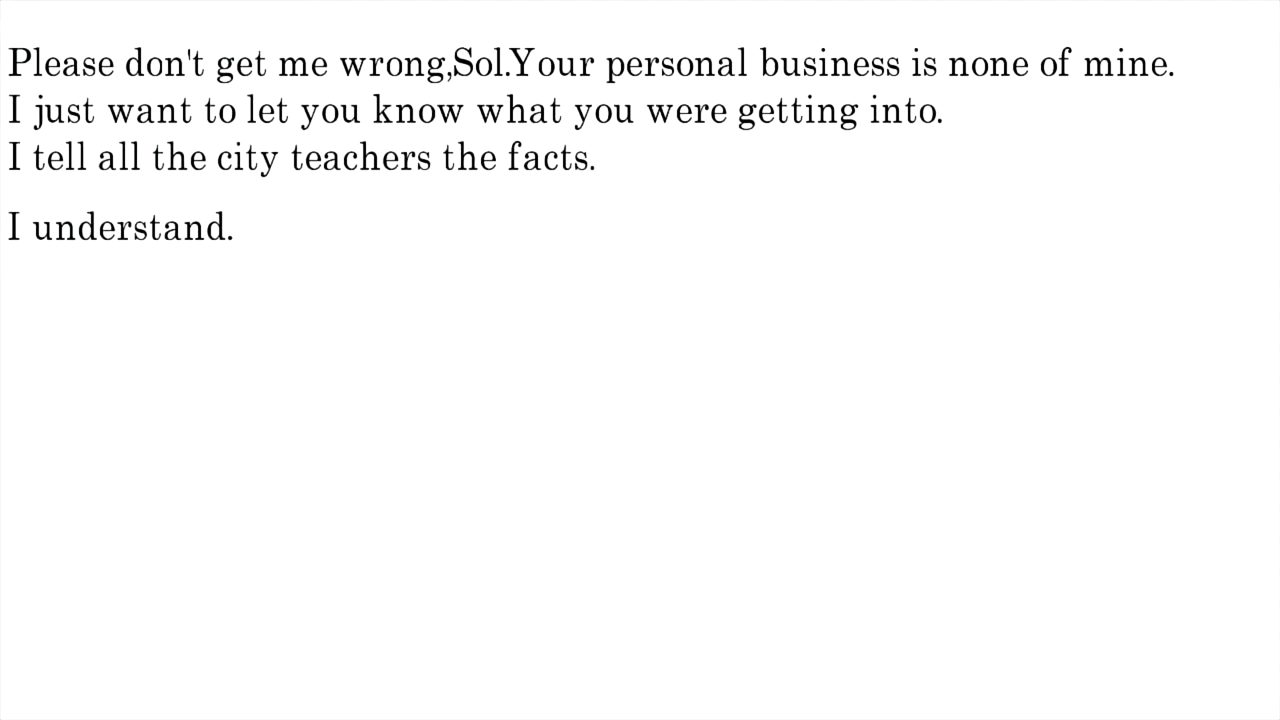 Please don't get me wrong,Sol.Your personal business is none of mine.
I just want to let you know what you were getting into.
I tell all the city teachers the facts.
I understand.